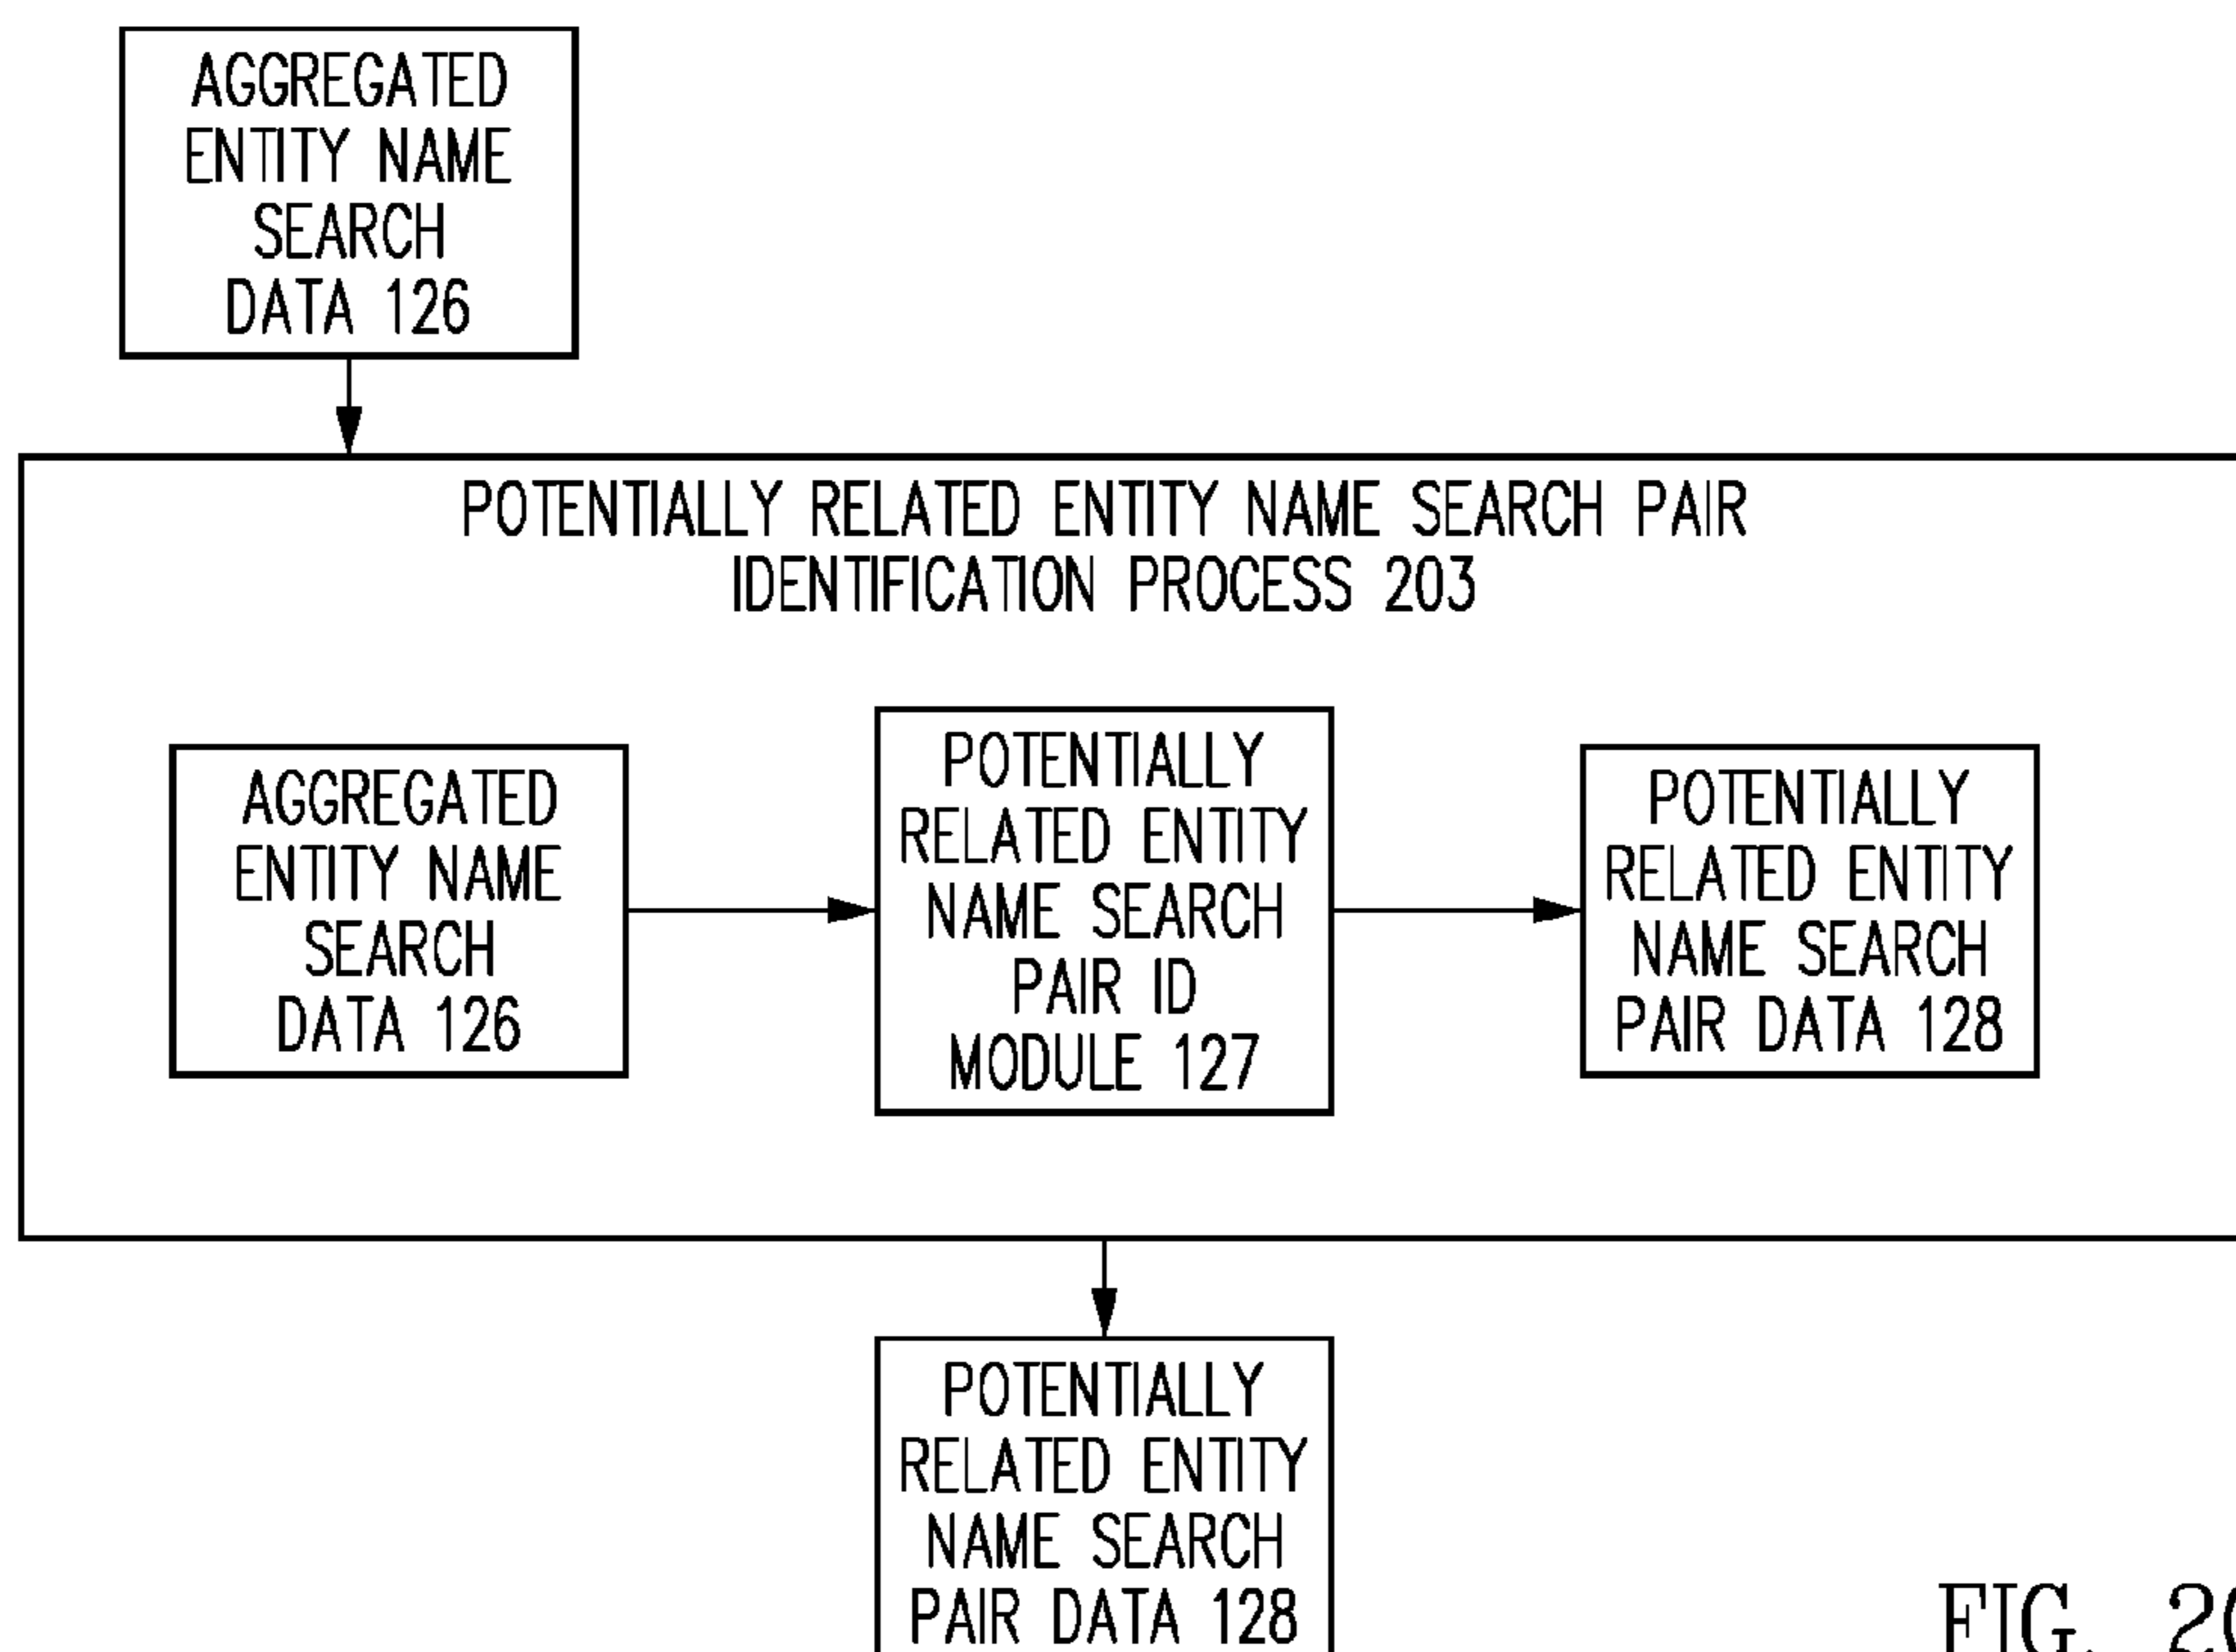 AGGREGATED
ENTITY NAME
SEARCH
DATA 126
POTENTIALLY RELATED ENTITY NAME SEARCH PAIR
IDENTIFICATION PROCESS 203
AGGREGATED
ENTITY NAME
SEARCH
DATA 126
POTENTIALLY
RELATED ENTITY
NAME SEARCH
PAIR ID
MODULE 127
POTENTIALLY
RELATED ENTITY
NAME SEARCH
PAIR DATA 128
POTENTIALLY
RELATED ENTITY
NAME SEARCH
PAIR DATA 128
FIG.